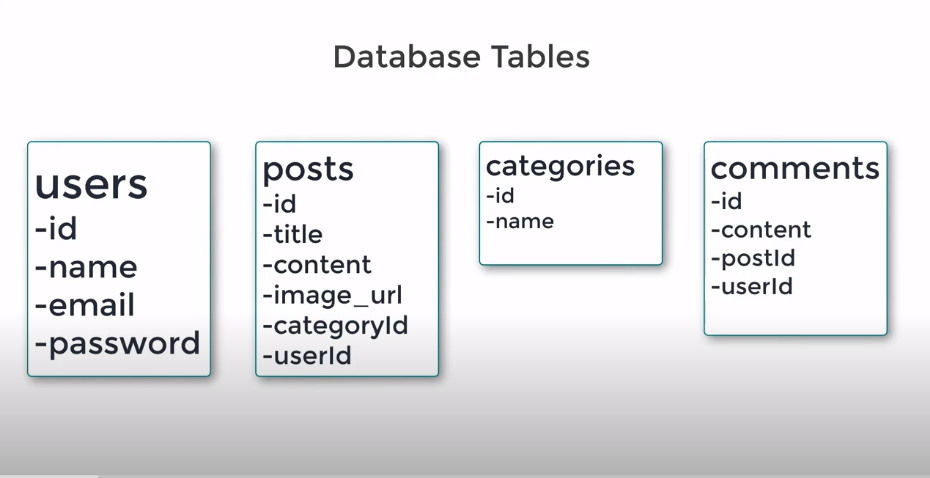 Database Tables
users
-id
-name
-email
-password
posts
-id
-title
-content
-image_url
-categoryId
-userId
categories
-id
-name
comments
-id
-content
-postId
-userId